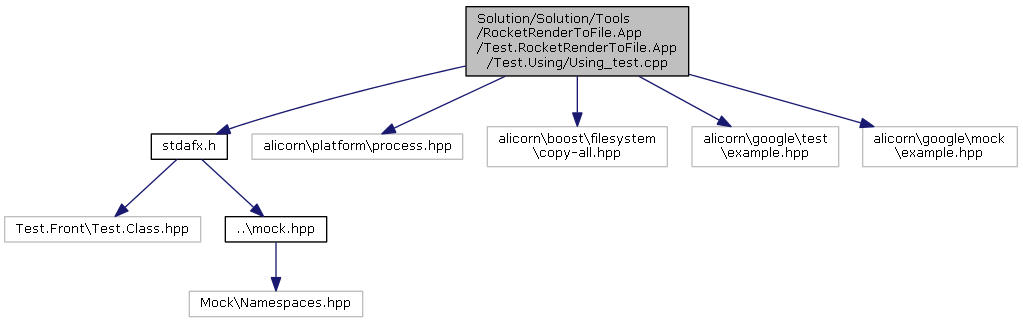 Solution/Solution/Tools
/RocketRenderToFile.App
/Test.RocketRenderToFile.App
/Test.Using/Using_test.cpp
stdafx.h
alicorn\platform\process.hpp
alicorn\boost\filesystem
\copy-all.hpp
alicorn\google\test
\example.hpp
alicorn\google\mock
\example.hpp
Test.Front\Test.Class.hpp
..\mock.hpp
Mock\Namespaces.hpp